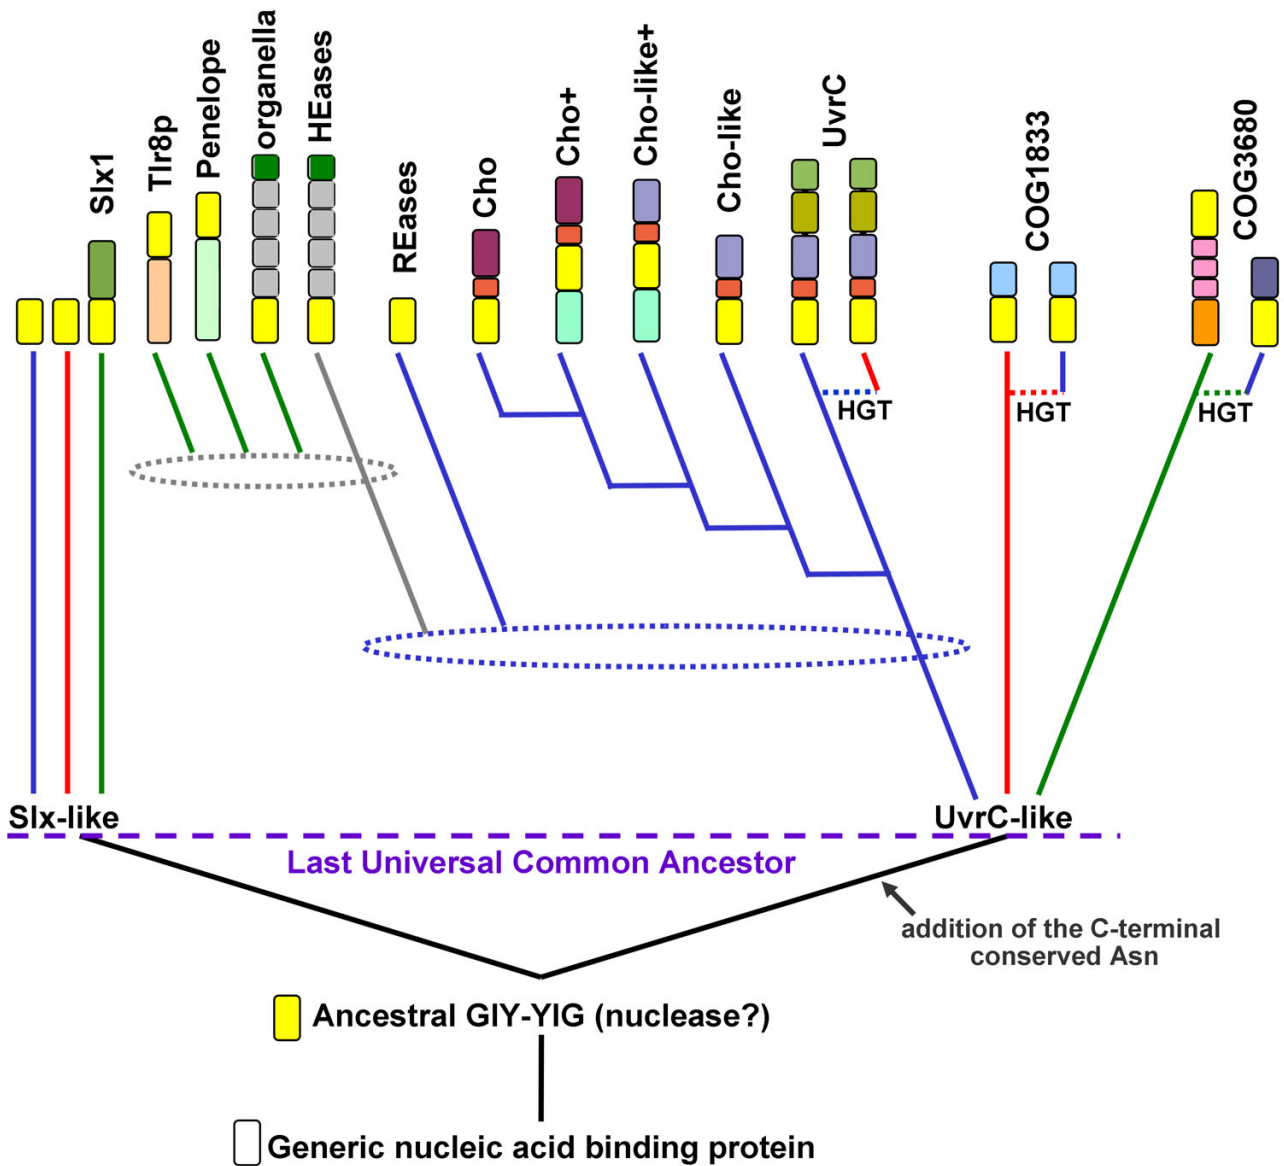 Slx1
Tlr8p
Penelope
organella
HEases
REases
Cho
Cho+
Cho-like+
Cho-like
UvrC
COG1833
COG3680
HGT
HGT
HGT
Slx-like
UvrC-like
Last Universal Common Ancestor
addition of the C-terminal
conserved Asn
Ancestral GIY-YIG (nuclease?)
Generic nucleic acid binding protein